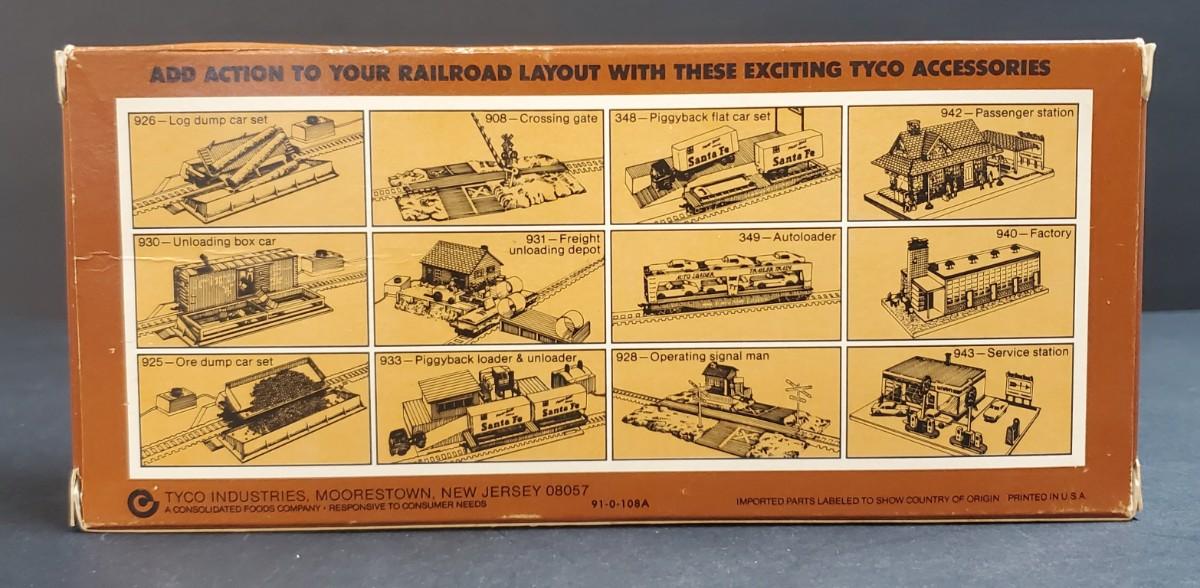 ADD ACTION TO YOUR RAILROAD LAYOUT WITH THESE EXCITING TYCO ACCESSORIES
926—Log dump car set
908—Crossing gate
348—Piggyback flat car set
Santa Fe
Santa Fe
942—Passenger station
930—Unloading box car
931—Freight
unloading depot
349—Autoloader
AUTO LOADER
TRAILER TRAIN
940—Factory
925—Ore dump car set
933—Piggyback loader & unloader
Santa Fe
Santa Fe
928—Operating signal man
943—Service station
TYCO INDUSTRIES, MOORESTOWN, NEW JERSEY 08057
A CONSOLIDATED FOODS COMPANY • RESPONSIVE TO CONSUMER NEEDS
91-0-108A
IMPORTED PARTS LABELED TO SHOW COUNTRY OF ORIGIN PRINTED IN U.S.A.